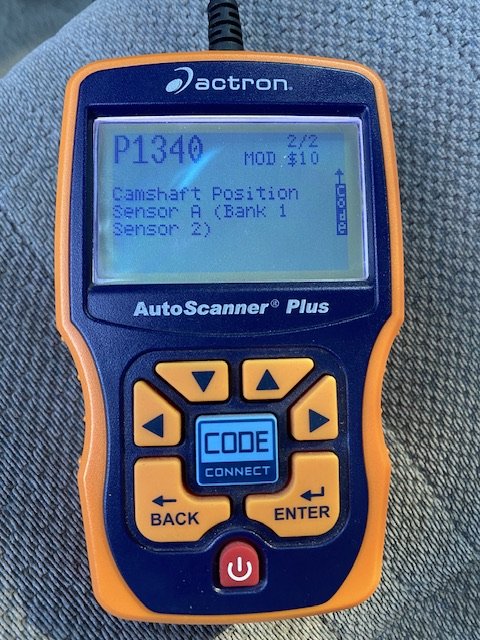 actron®
P1340 2/2
MOD $10
Camshaft Position
Sensor A (Bank 1
Sensor 2)
Code
AutoScanner® Plus
CODE
CONNECT
BACK
ENTER